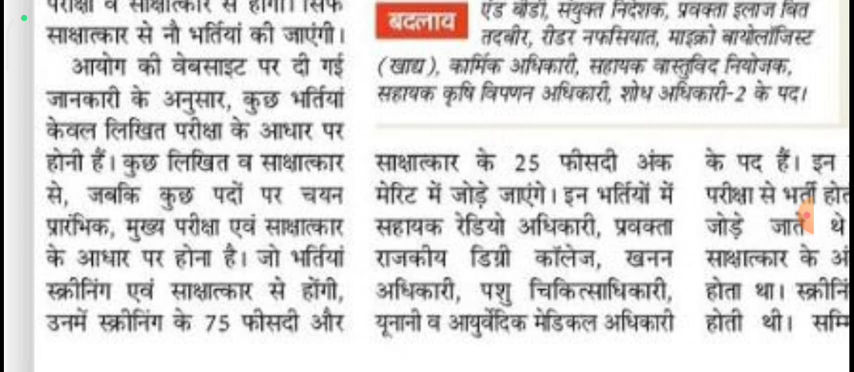 परीक्षा व साक्षात्कार से होगी। सिर्फ
साक्षात्कार से नौ भर्तियां की जाएंगी।
आयोग की वेबसाइट पर दी गई
जानकारी के अनुसार, कुछ भर्तियां
केवल लिखित परीक्षा के आधार पर
होनी हैं। कुछ लिखित व साक्षात्कार
से, जबकि कुछ पदों पर चयन
प्रारंभिक, मुख्य परीक्षा एवं साक्षात्कार
के आधार पर होना है। जो भर्तियां
स्क्रीनिंग एवं साक्षात्कार से होंगी,
उनमें स्क्रीनिंग के 75 फीसदी और
बदलाव
एंड बीडी, संयुक्त निदेशक, प्रवक्ता इलाज बित
तदबीर, रीडर नफसियात, माइक्रो बायोलॉजिस्ट
(खाद्य), कार्मिक अधिकारी, सहायक वास्तुविद नियोजक,
सहायक कृषि विपणन अधिकारी, शोध अधिकारी-2 के पद।
साक्षात्कार के 25 फीसदी अंक
मेरिट में जोड़े जाएंगे। इन भर्तियों में
सहायक रेडियो अधिकारी, प्रवक्ता
राजकीय डिग्री कॉलेज, खनन
अधिकारी, पशु चिकित्साधिकारी,
यूनानी व आयुर्वेदिक मेडिकल अधिकारी
के पद हैं। इन
परीक्षा से भर्ती होत
जोड़े जाते थे
साक्षात्कार के अं
होता था। स्क्रीनिं
होती थी। सम्मि